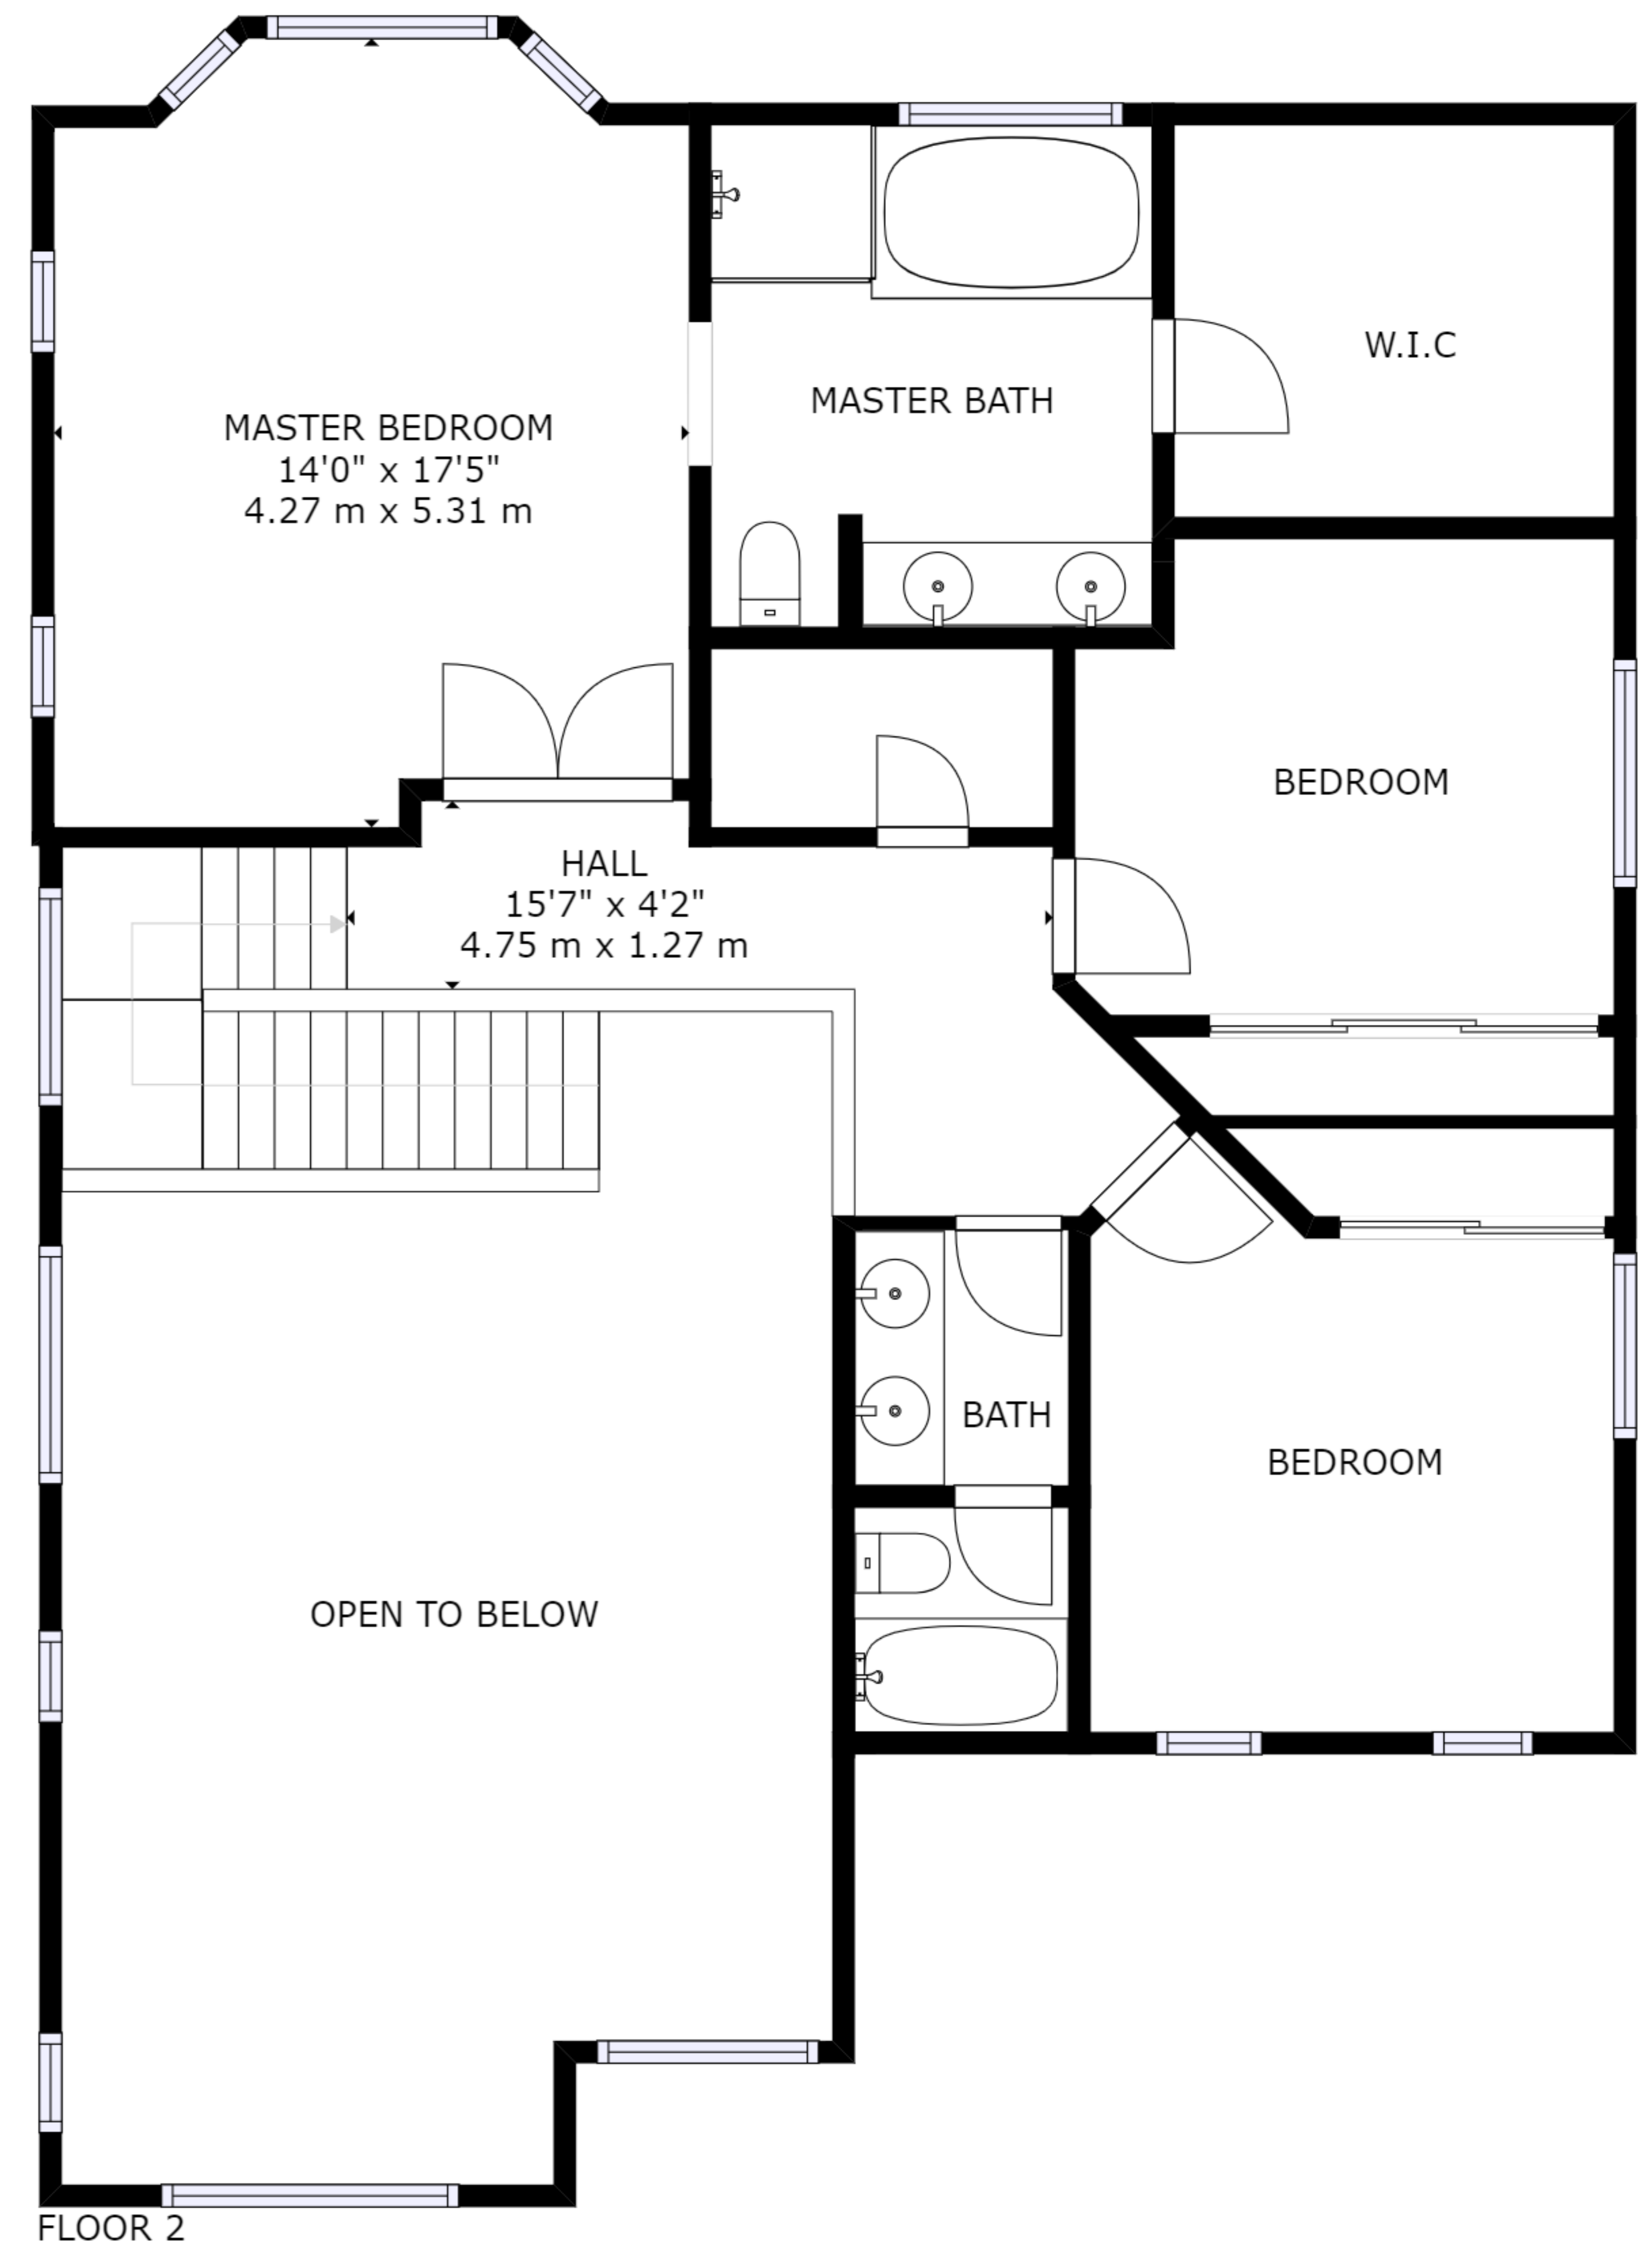 W.I.C
MASTER BATH
MASTER BEDROOM
14'0" x 17'5"
4.27 m x 5.31 m
BEDROOM
HALL
15'7" x 4'2"
4.75 m x 1.27 m
BATH
BEDROOM
OPEN TO BELOW
FLOOR 2